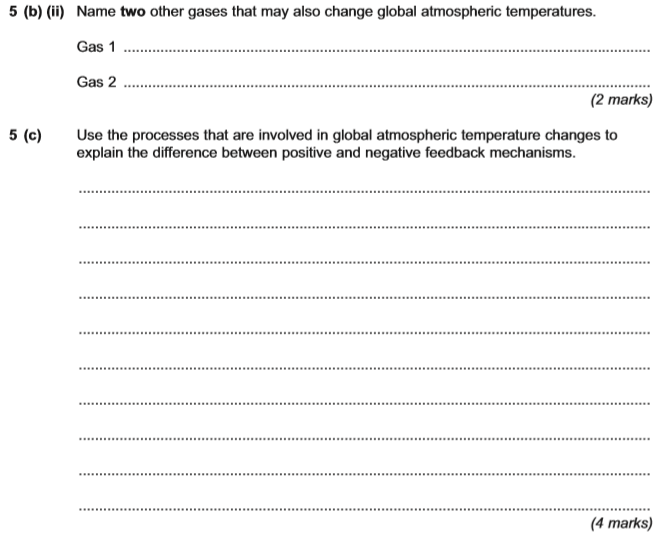 5 (b) (ii) Name two other gases that may also change global atmospheric temperatures.
Gas 1 ....................................................................................................
Gas 2 ....................................................................................................
(2 marks)
5 (c) Use the processes that are involved in global atmospheric temperature changes to
explain the difference between positive and negative feedback mechanisms.
(4 marks)